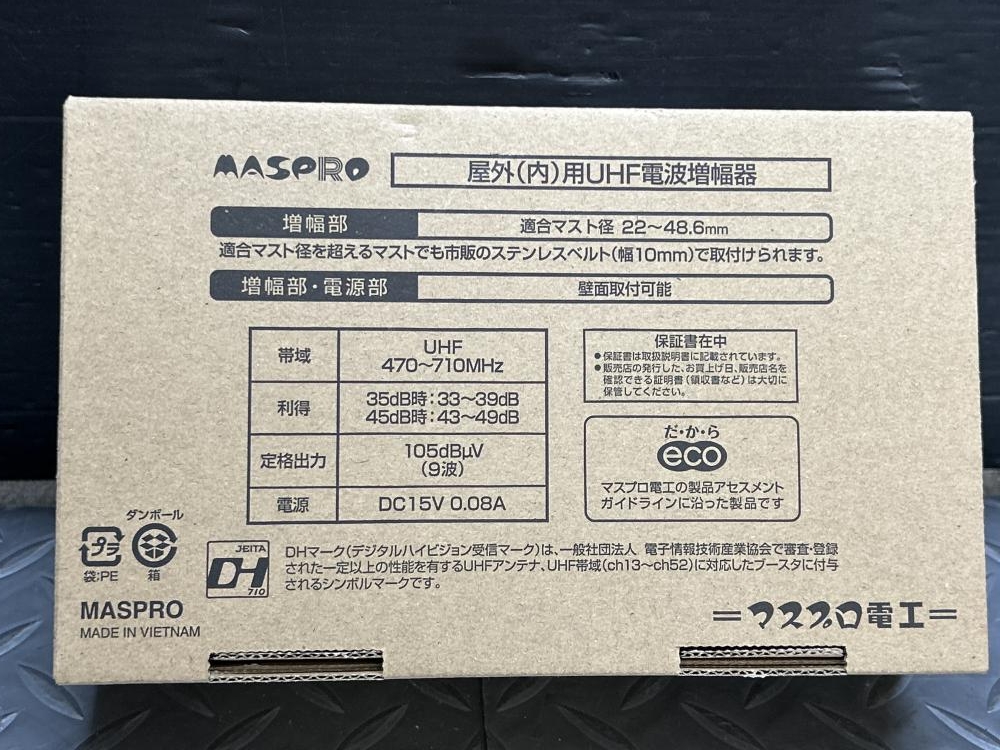 MASPRO
屋外(内)用UHF電波増幅器
増幅部 適合マスト径 22〜48.6mm
適合マスト径を超えるマストでも市販のステンレスベルト(幅10mm)で取付けられます。
増幅部・電源部 壁面取付可能
帯域 UHF
470〜710MHz
利得 35dB時:33〜39dB
45dB時:43〜49dB
定格出力 105dBμV
(9波)
電源 DC15V 0.08A
保証書在中
●保証書は取扱説明書に記載されています。
●販売店の発行した、お買上げ日、販売店名を
確認できる証明書(領収書など)は大切に
保管してください。
だ・か・ら
eco
マスプロ電工の製品アセスメント
ガイドラインに沿った製品です
ダンボール
プラ
袋:PE 箱
JEITA
DH
710
DHマーク(デジタルハイビジョン受信マーク)は、一般社団法人 電子情報技術産業協会で審査・登録
された一定以上の性能を有するUHFアンテナ、UHF帯域(ch13〜ch52)に対応したブースタに付与
されるシンボルマークです。
MASPRO
MADE IN VIETNAM
=マスプロ電工=